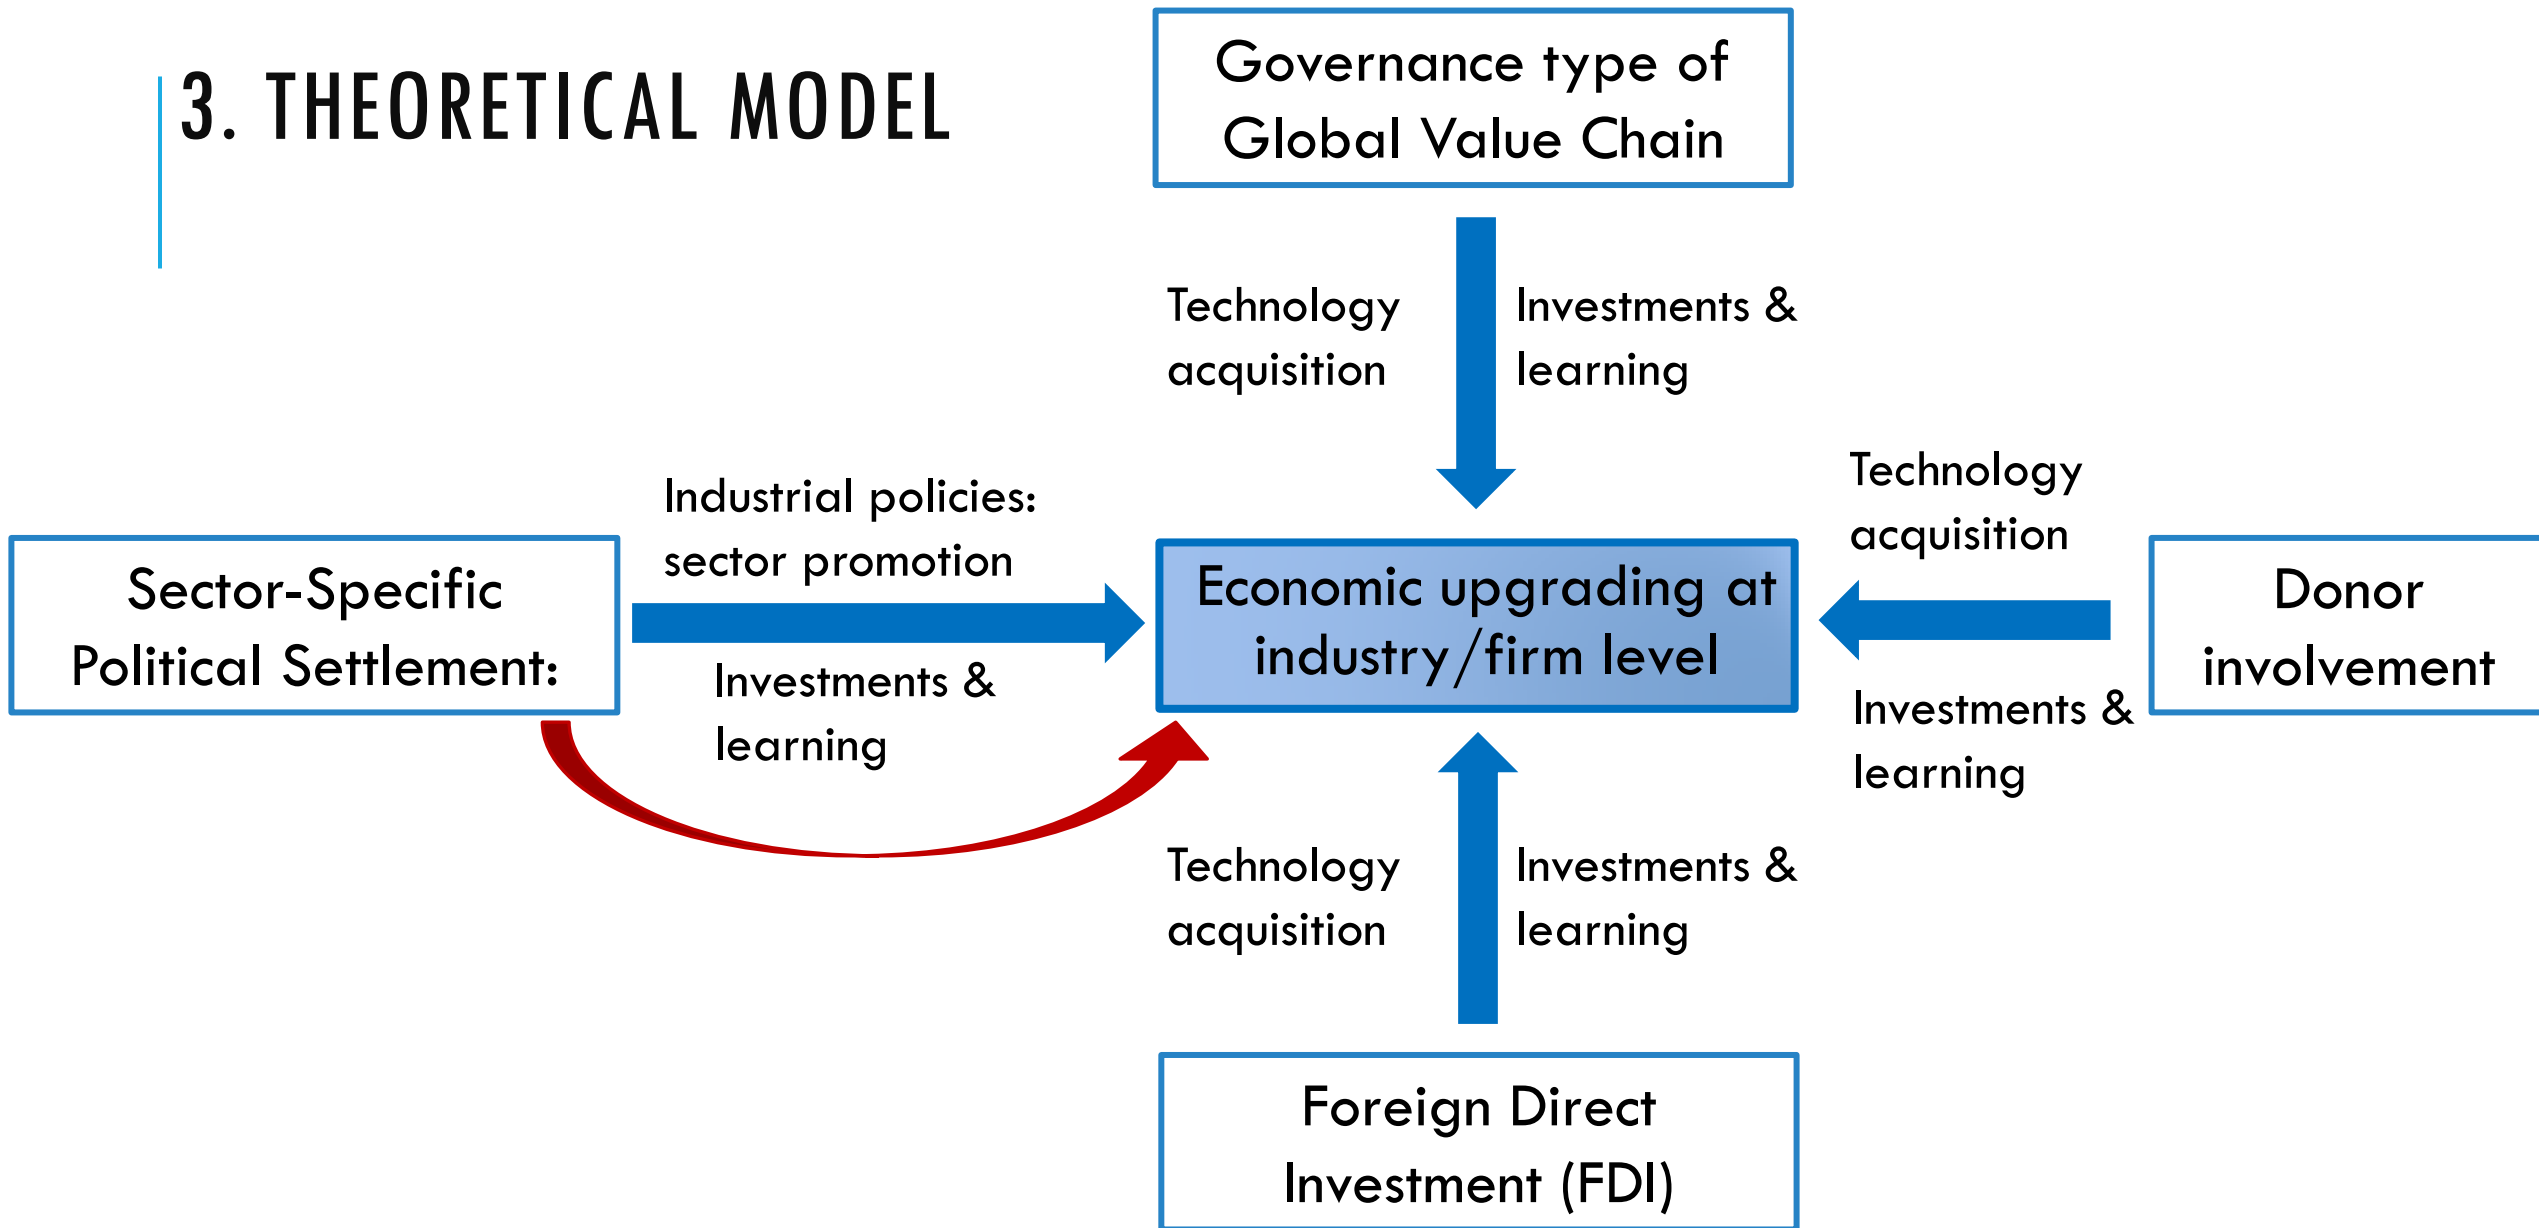 3. THEORETICAL MODEL
Governance type of
Global Value Chain
Technology
acquisition
Investments &
learning
Industrial policies:
sector promotion
Sector-Specific
Political Settlement:
Investments &
learning
Economic upgrading at
industry/firm level
Technology
acquisition
Donor
involvement
Investments &
learning
Technology
acquisition
Investments &
learning
Foreign Direct
Investment (FDI)